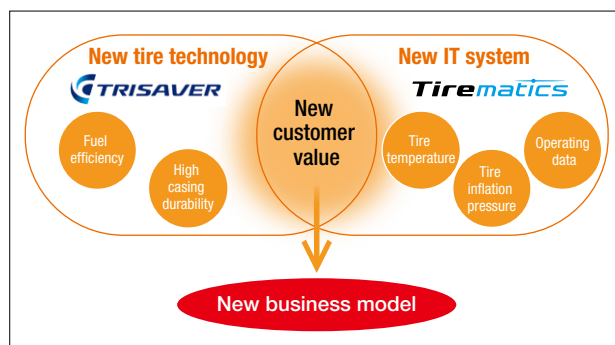 New tire technology
TRISAVER
Fuel
efficiency
High
casing
durability
New
customer
value
New IT system
Tirematics
Tire
temperature
Tire
inflation
pressure
Operating
data
New business model